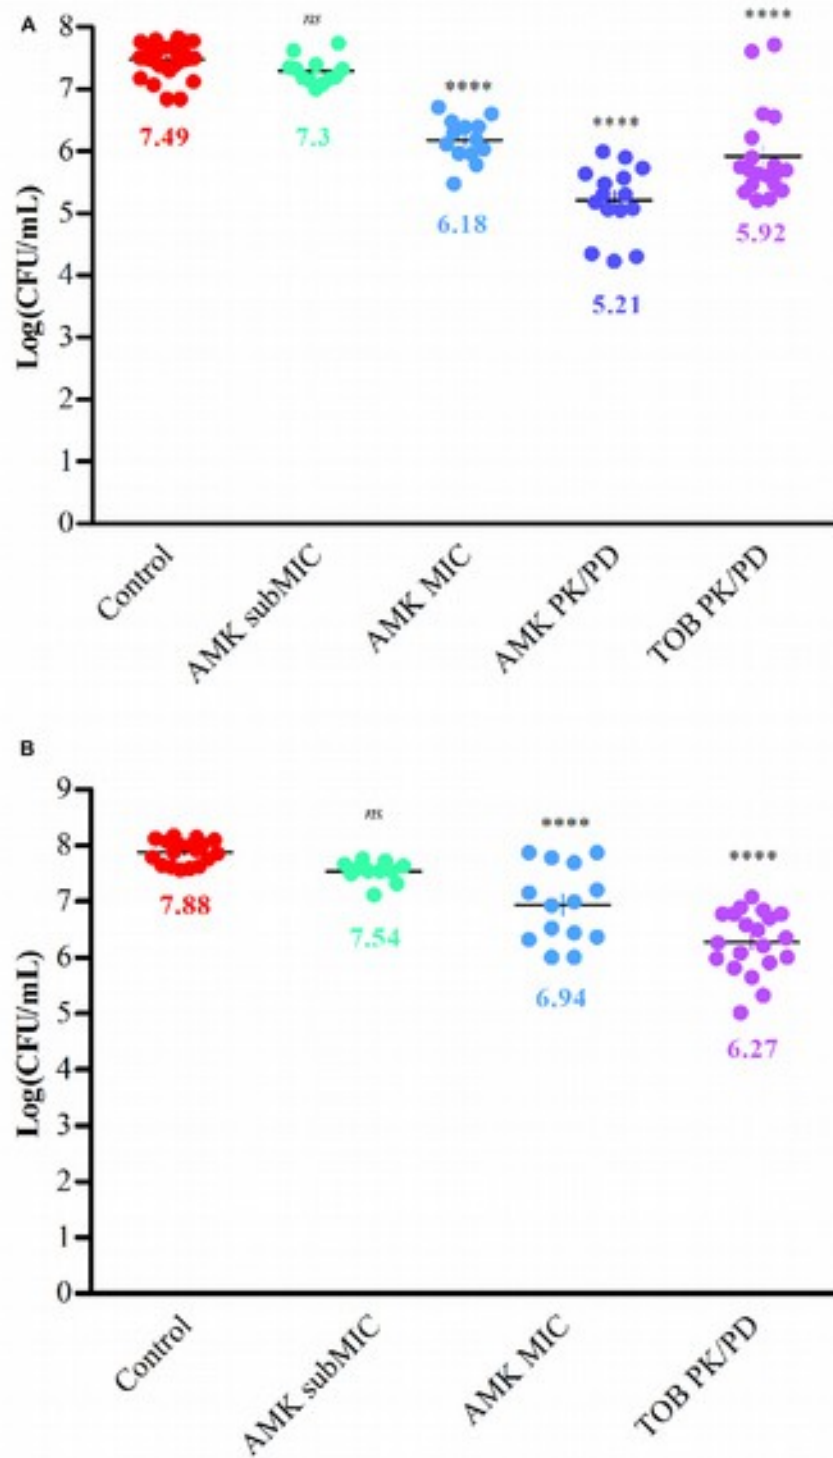 A
ns
****
****
****
8
7
6
5
4
3
2
1
0
Log(CFU/mL)
7.49
7.3
6.18
5.21
5.92
Control
AMK subMIC
AMK MIC
AMK PK/PD
TOB PK/PD
B
ns
****
****
9
8
7
6
5
4
3
2
1
0
Log(CFU/mL)
7.88
7.54
6.94
6.27
Control
AMK subMIC
AMK MIC
TOB PK/PD